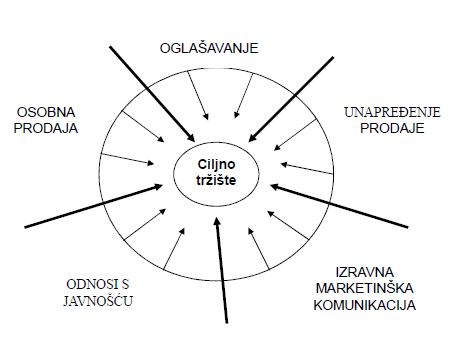 OGLAŠAVANJE
OSOBNA
PRODAJA
UNAPREĐENJE
PRODAJE
Ciljno
tržište
ODNOSI S
JAVNOŠĆU
IZRAVNA
MARKETINŠKA
KOMUNIKACIJA